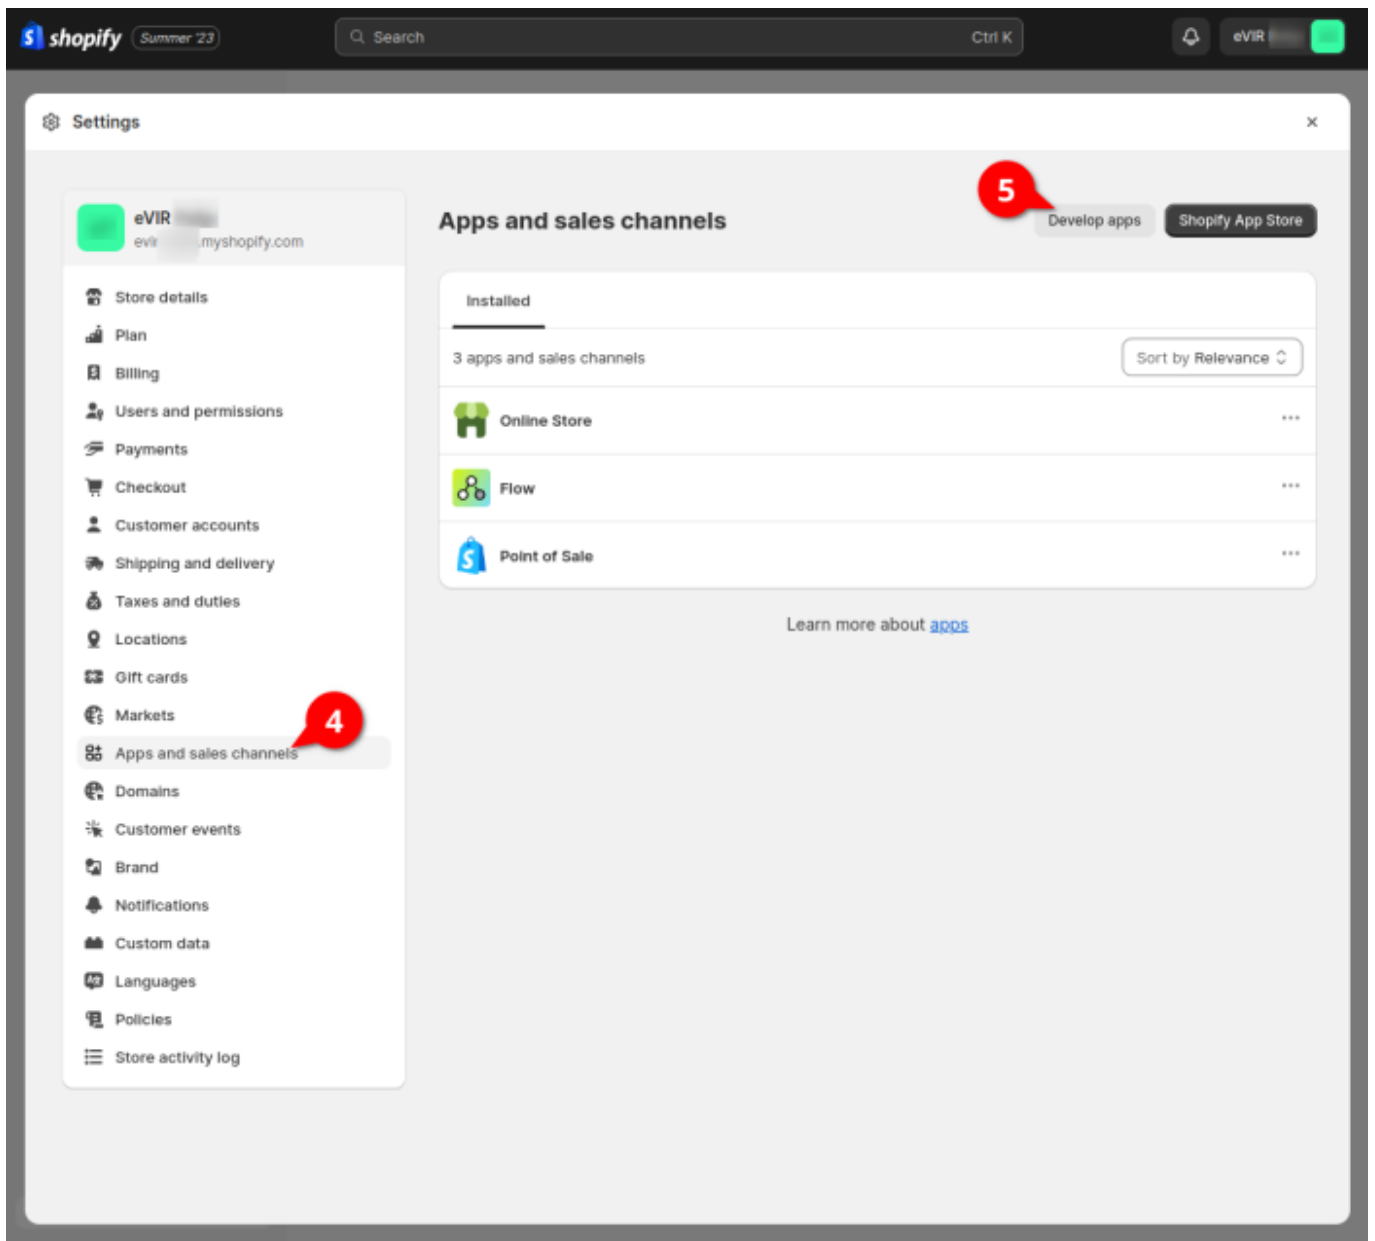 shopify Summer '23
Search Ctrl K
eVIR
Settings
eVIR
.myshopify.com
Store details
Plan
Billing
Users and permissions
Payments
Checkout
Customer accounts
Shipping and delivery
Taxes and duties
Locations
Gift cards
Markets
4
Apps and sales channels
Domains
Customer events
Brand
Notifications
Custom data
Languages
Policies
Store activity log
Apps and sales channels
5
Develop apps
Shopify App Store
Installed
3 apps and sales channels
Sort by Relevance
Online Store
Flow
Point of Sale
Learn more about apps